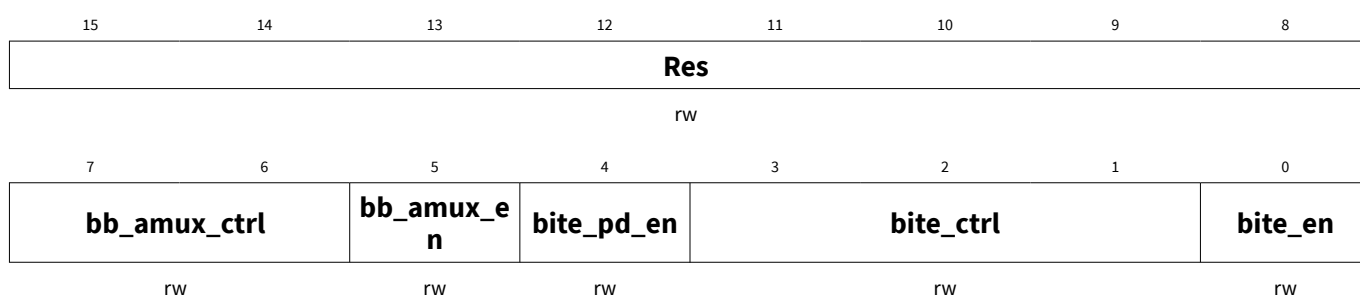 15 14 13 12 11 10 9 8
Res
rw
7 6 5 4 3 2 1 0
bb_amux_ctrl bb_amux_e
n bite_pd_en bite_ctrl bite_en
rw rw rw rw rw